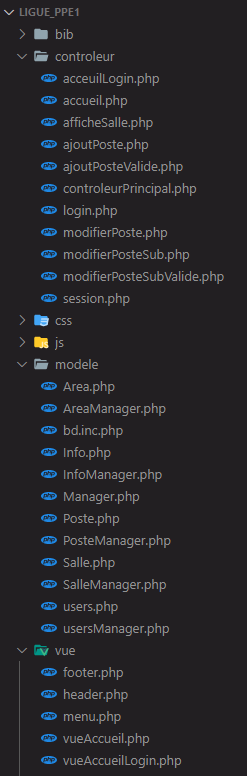 LIGUE_PPE1
bib
controleur
acceuilLogin.php
accueil.php
afficheSalle.php
ajoutPoste.php
ajoutPosteValide.php
controleurPrincipal.php
login.php
modifierPoste.php
modifierPosteSub.php
modifierPosteSubValide.php
session.php
css
js
modele
Area.php
AreaManager.php
bd.inc.php
Info.php
InfoManager.php
Manager.php
Poste.php
PosteManager.php
Salle.php
SalleManager.php
users.php
usersManager.php
vue
footer.php
header.php
menu.php
vueAccueil.php
vueAccueilLogin.php